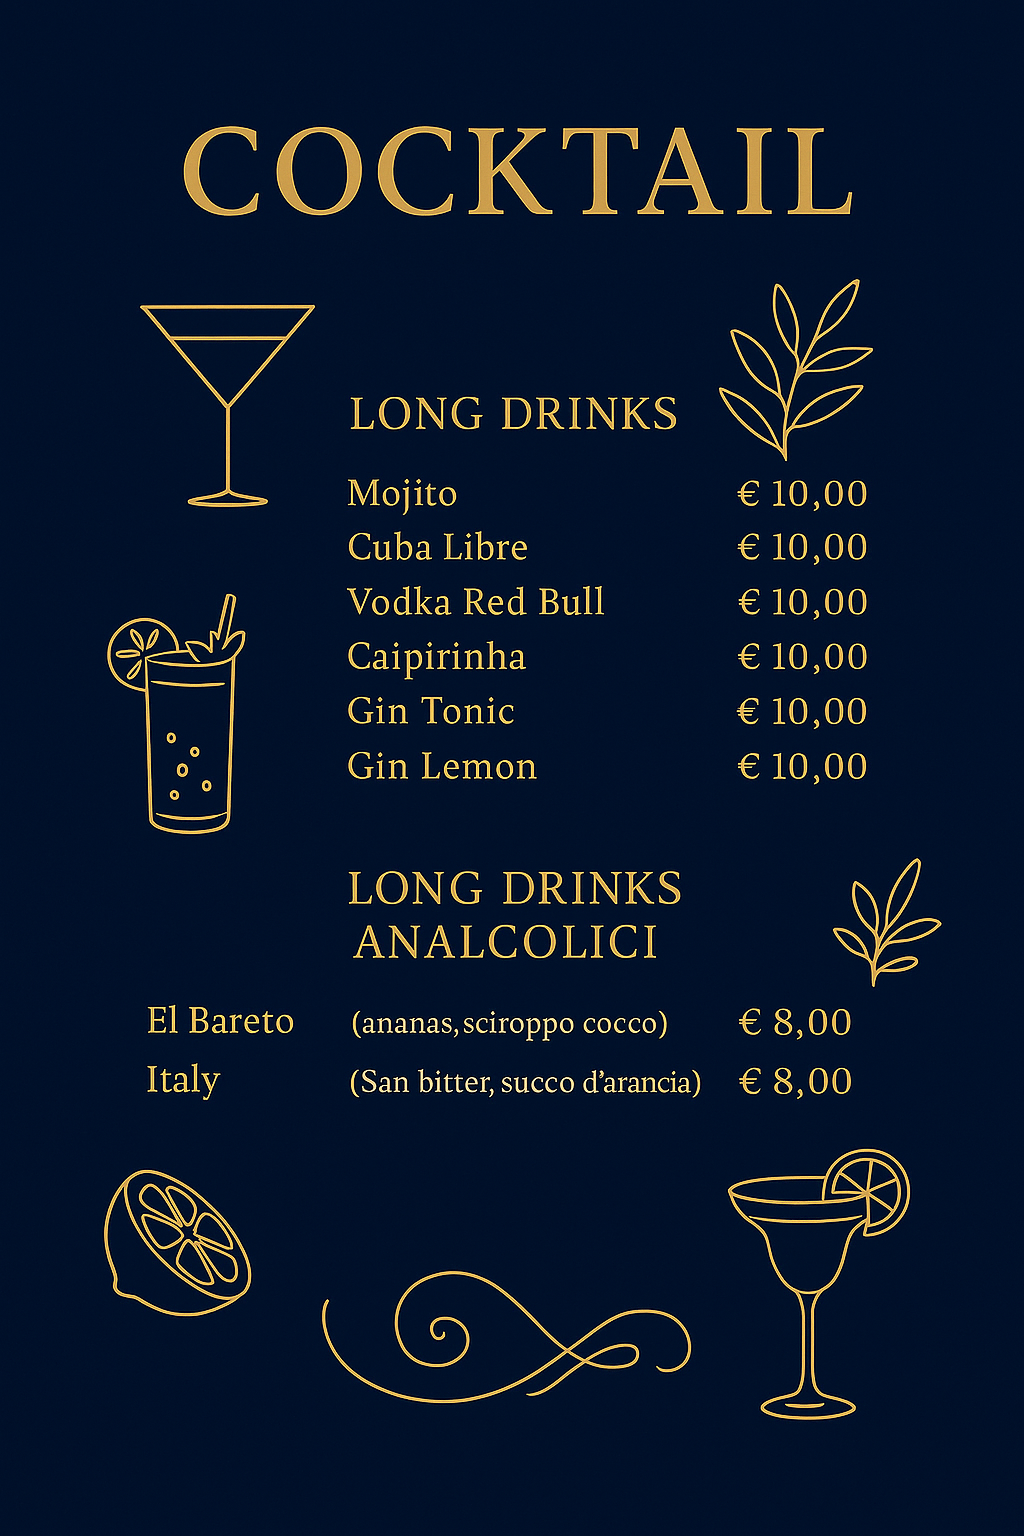 COCKTAIL
LONG DRINKS
Mojito € 10,00
Cuba Libre € 10,00
Vodka Red Bull € 10,00
Caipirinha € 10,00
Gin Tonic € 10,00
Gin Lemon € 10,00
LONG DRINKS
ANALCOLICI
El Bareto (ananas, sciroppo cocco) € 8,00
Italy (San bitter, succo d’arancia) € 8,00